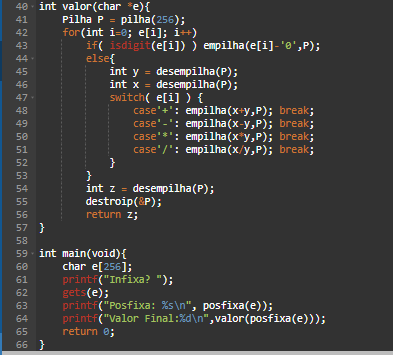 40 int valor(char *e){
41 Pilha P = pilha(256);
42 for(int i=0; e[i]; i++)
43 if( isdigit(e[i]) ) empilha(e[i]-'0',P);
44 else{
45 int y = desempilha(P);
46 int x = desempilha(P);
47 switch( e[i] ) {
48 case'+': empilha(x+y,P); break;
49 case'-': empilha(x-y,P); break;
50 case'*': empilha(x*y,P); break;
51 case'/': empilha(x/y,P); break;
52 }
53 }
54 int z = desempilha(P);
55 destroip(&P);
56 return z;
57 }
58
59 int main(void){
60 char e[256];
61 printf("Infixa? ");
62 gets(e);
63 printf("Posfixa: %s\n", posfixa(e));
64 printf("Valor Final:%d\n",valor(posfixa(e)));
65 return 0;
66 }